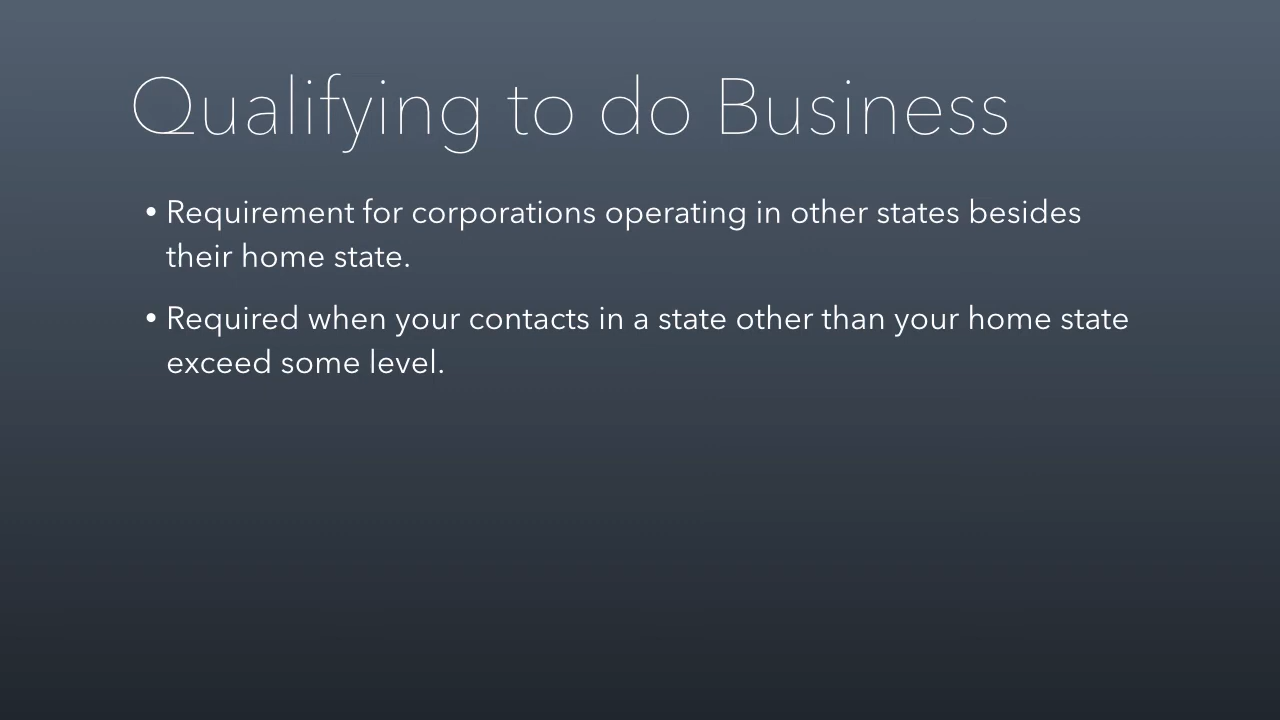 Qualifying to do Business
• Requirement for corporations operating in other states besides
their home state.
• Required when your contacts in a state other than your home state
exceed some level.